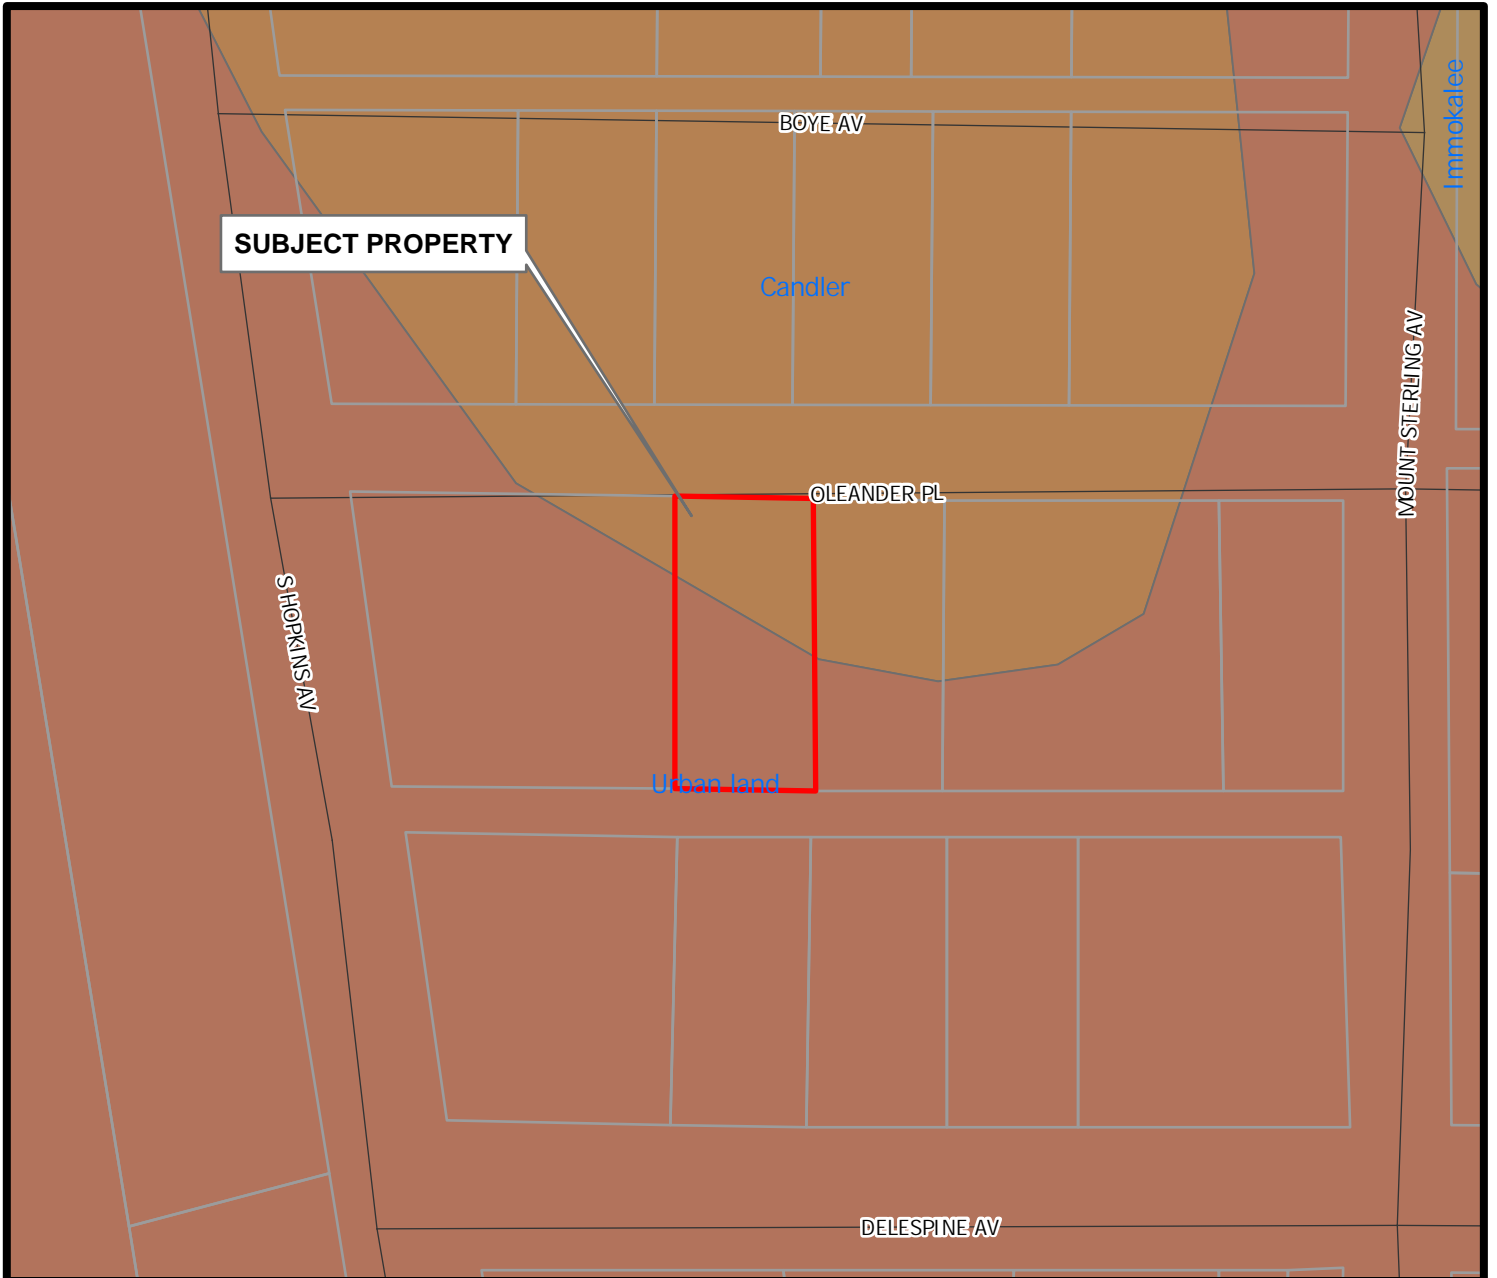 Immokalee
BOYE AV
SUBJECT PROPERTY
Candler
MOUNT STERLING AV
OLEANDER PL
S HOPKINS AV
Urban land
DELESPINE AV